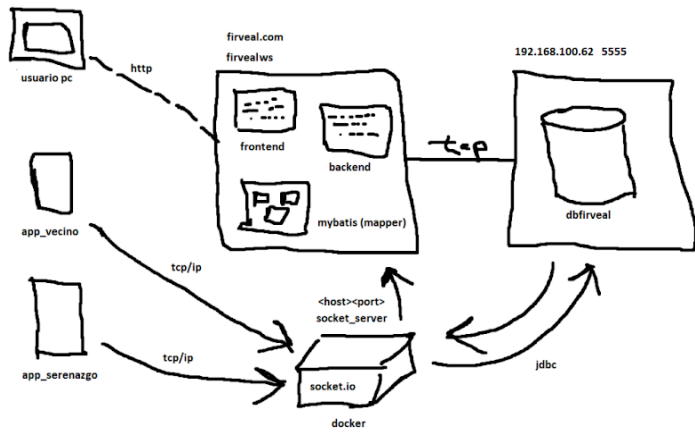 firveal.com
firvealws
192.168.100.62 5555
usuario pc
http
frontend
backend
tcp
mybatis (mapper)
dbfirveal
app_vecino
tcp/ip
<host><port>
socket_server
app_serenazgo
tcp/ip
socket.io
docker
jdbc